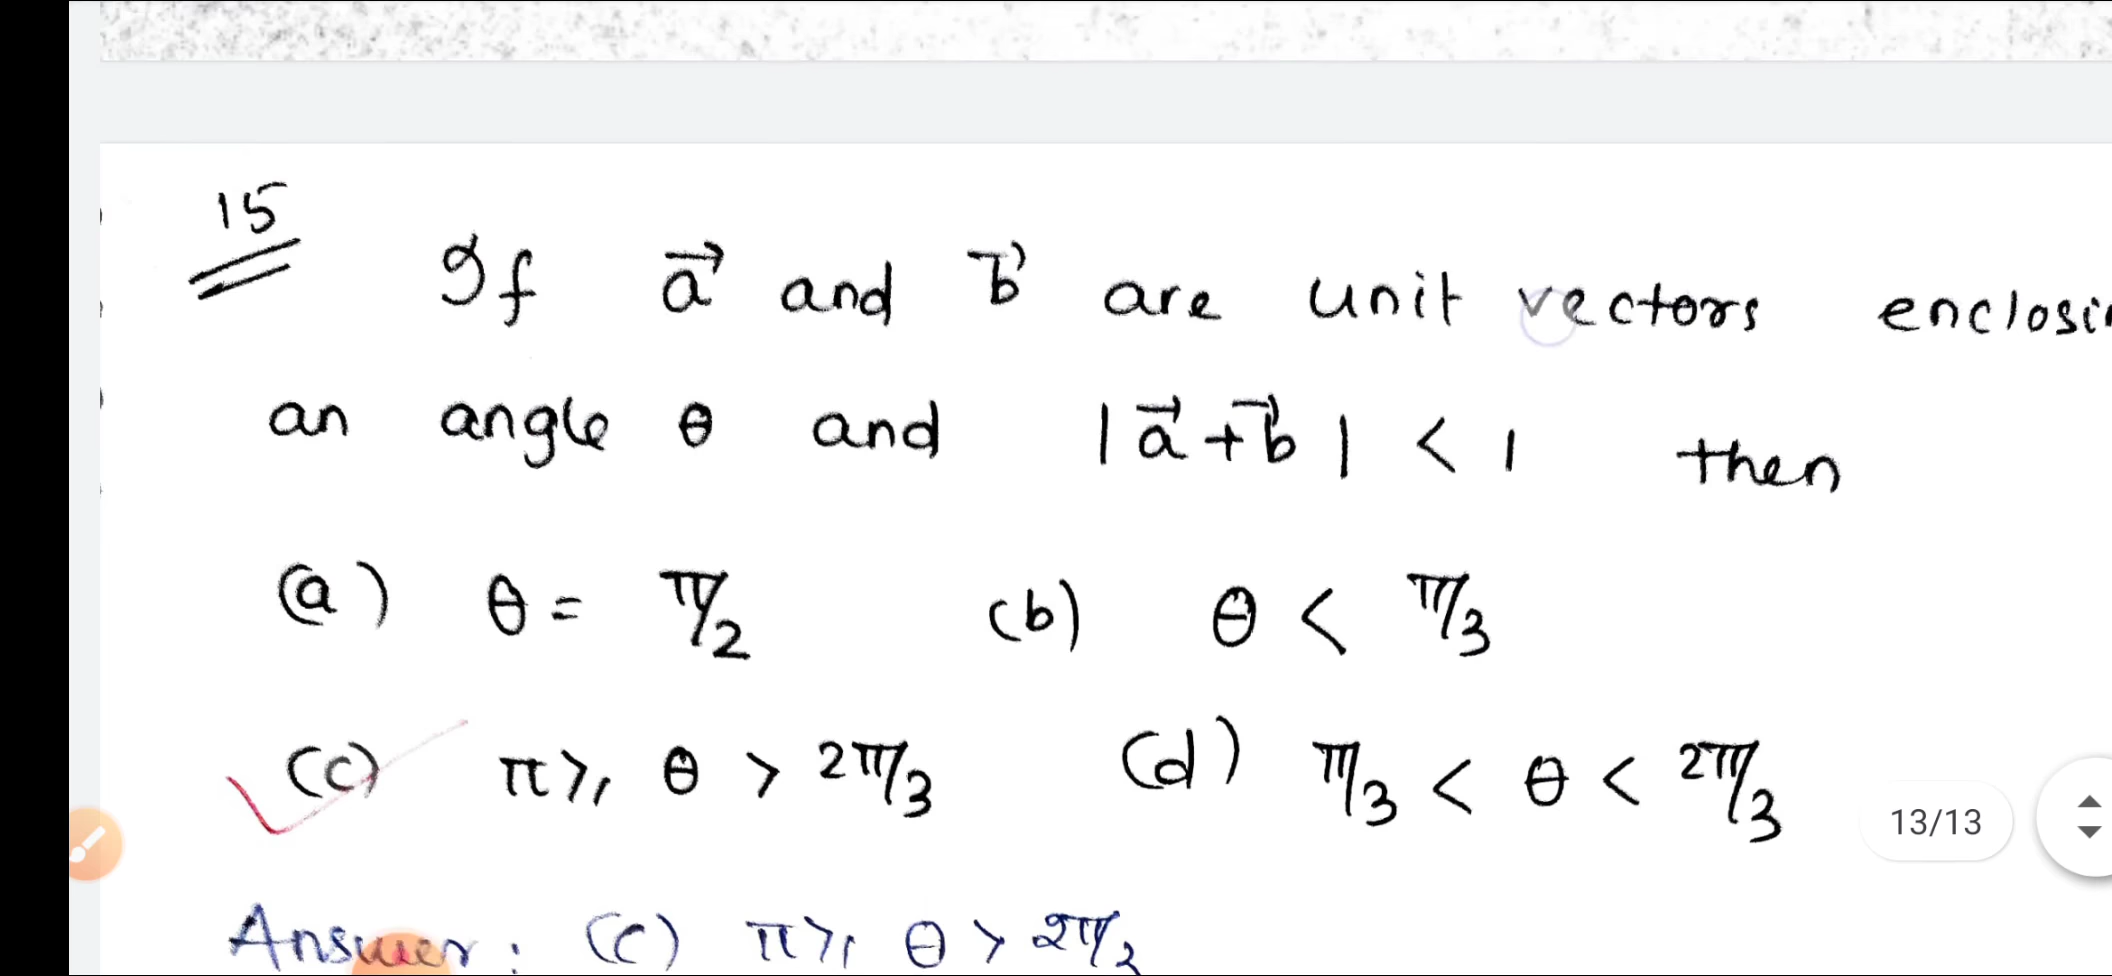 15
If a⃗ and b⃗ are unit vectors enclosin
an angle θ and |a⃗+b⃗| < 1 then
(a) θ = π/2 (b) θ < π/3
(c) π ≥ θ > 2π/3 (d) π/3 < θ < 2π/3
13/13
Answer: (c) π ≥ θ > 2π/3